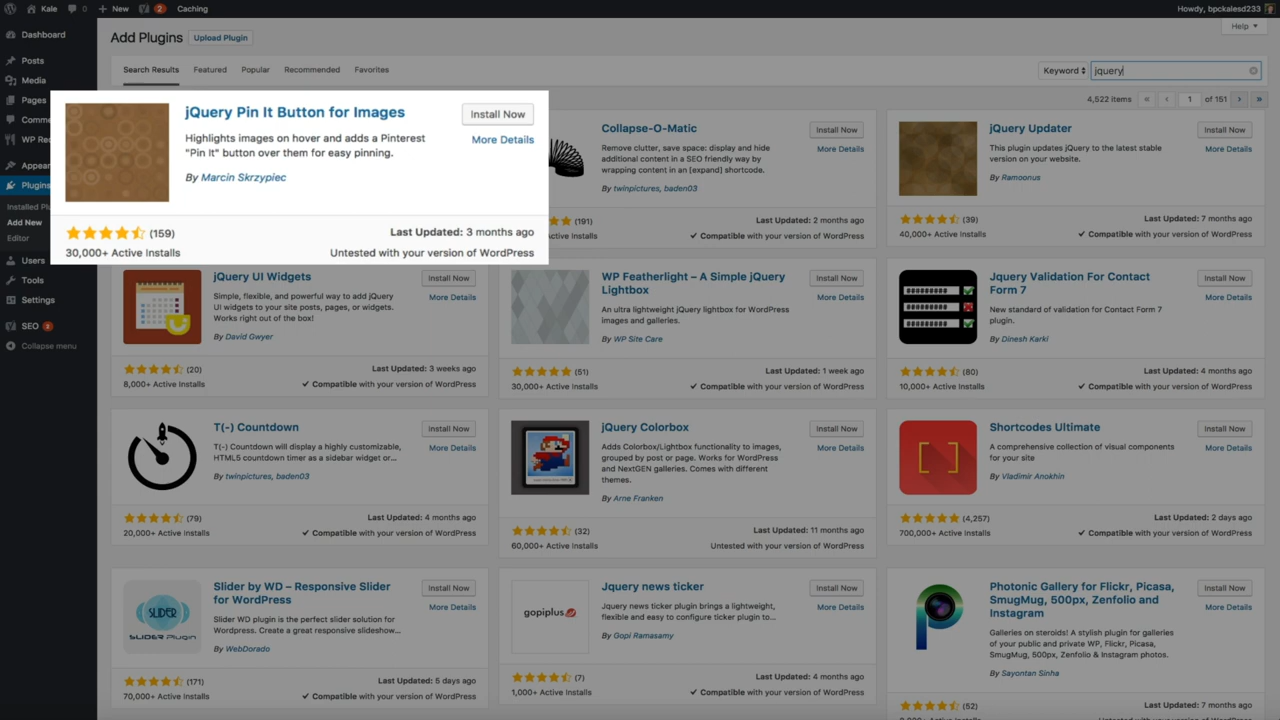 Kale
0
New
2
Caching
Howdy, bpckalesd233
Dashboard
Posts
Media
Pages
Comme
WP Rec
Appear
Plugins
Installed Plu
Add New
Editor
Users
Tools
Settings
SEO 2
Collapse menu
Add Plugins
Upload Plugin
Help
Search Results
Featured
Popular
Recommended
Favorites
Keyword
jquery
4,522 items
«
‹
1
of 151
›
»
jQuery Pin It Button for Images
Install Now
More Details
Highlights images on hover and adds a Pinterest
"Pin It" button over them for easy pinning.
By Marcin Skrzypiec
(159)
30,000+ Active Installs
Last Updated: 3 months ago
Untested with your version of WordPress
Collapse-O-Matic
Install Now
More Details
Remove clutter, save space: display and hide
additional content in a SEO friendly way by
wrapping content in an [expand] shortcode.
By twinpictures, baden03
(191)
ctive Installs
Last Updated: 2 months ago
Compatible with your version of WordPress
jQuery Updater
Install Now
More Details
This plugin updates jQuery to the latest stable
version on your website.
By Ramoonus
(39)
40,000+ Active Installs
Last Updated: 7 months ago
Compatible with your version of WordPress
jQuery UI Widgets
Install Now
More Details
Simple, flexible, and powerful way to add jQuery
UI widgets to your site posts, pages, or widgets.
Works right out of the box!
By David Gwyer
(20)
8,000+ Active Installs
Last Updated: 3 weeks ago
Compatible with your version of WordPress
WP Featherlight – A Simple jQuery
Lightbox
Install Now
More Details
An ultra lightweight jQuery lightbox for WordPress
images and galleries.
By WP Site Care
(51)
30,000+ Active Installs
Last Updated: 1 week ago
Compatible with your version of WordPress
Jquery Validation For Contact
Form 7
Install Now
More Details
New standard of validation for Contact Form 7
plugin.
By Dinesh Karki
(80)
10,000+ Active Installs
Last Updated: 4 months ago
Compatible with your version of WordPress
T(-) Countdown
Install Now
More Details
T(-) Countdown will display a highly customizable,
HTML5 countdown timer as a sidebar widget or...
By twinpictures, baden03
(79)
20,000+ Active Installs
Last Updated: 4 months ago
Compatible with your version of WordPress
jQuery Colorbox
Install Now
More Details
Adds Colorbox/Lightbox functionality to images,
grouped by post or page. Works for WordPress
and NextGEN galleries. Comes with different
themes.
By Arne Franken
(32)
60,000+ Active Installs
Last Updated: 11 months ago
Untested with your version of WordPress
Shortcodes Ultimate
Install Now
More Details
A comprehensive collection of visual components
for your site
By Vladimir Anokhin
(4,257)
700,000+ Active Installs
Last Updated: 2 days ago
Compatible with your version of WordPress
SLIDER
SLIDER Plugin
Slider by WD – Responsive Slider
for WordPress
Install Now
More Details
Slider WD plugin is the perfect slider solution for
Wordpress. Create a great responsive slideshow...
By WebDorado
(171)
70,000+ Active Installs
Last Updated: 5 days ago
Compatible with your version of WordPress
gopiplus
Jquery news ticker
Install Now
More Details
Jquery news ticker plugin brings a lightweight,
flexible and easy to configure ticker plugin to...
By Gopi Ramasamy
(7)
1,000+ Active Installs
Last Updated: 4 months ago
Compatible with your version of WordPress
Photonic Gallery for Flickr, Picasa,
SmugMug, 500px, Zenfolio and
Instagram
Install Now
More Details
Galleries on steroids! A stylish plugin for galleries
of your public and private WP, Flickr, Picasa,
SmugMug, 500px, Zenfolio & Instagram photos.
By Sayontan Sinha
(52)
Last Updated: 7 months ago